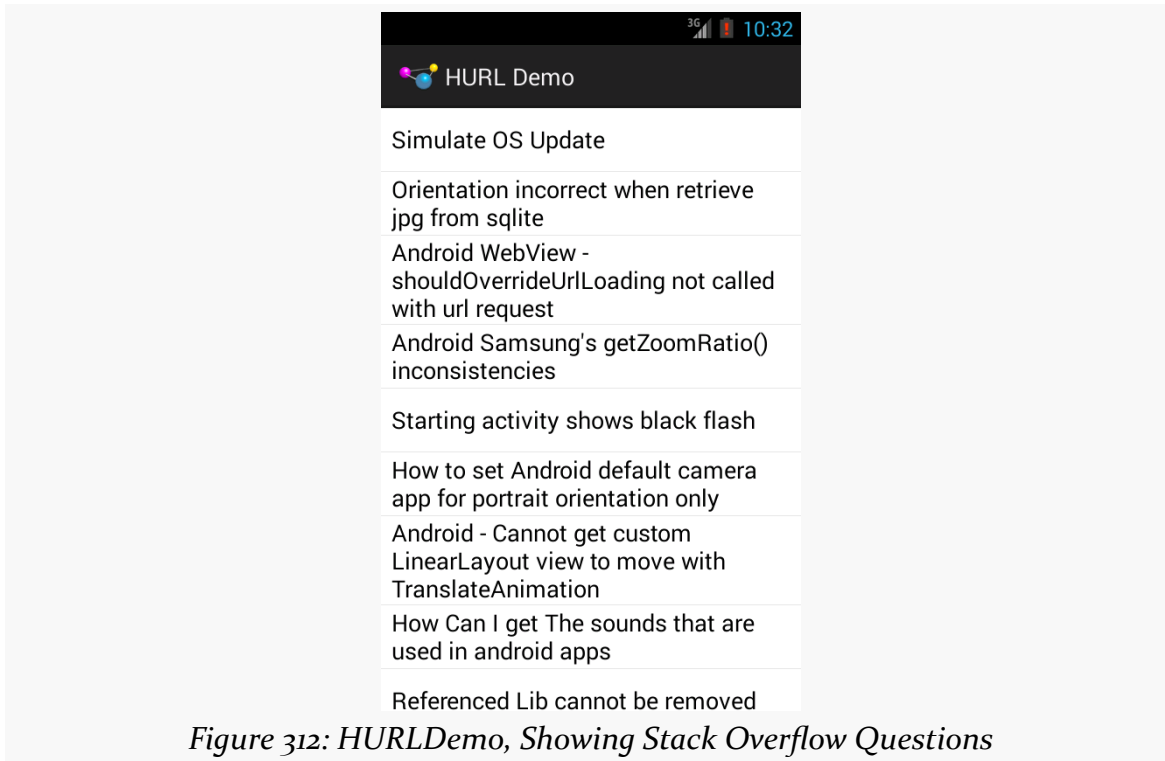 3G 10:32
HURL Demo
Simulate OS Update
Orientation incorrect when retrieve
jpg from sqlite
Android WebView -
shouldOverrideUrlLoading not called
with url request
Android Samsung's getZoomRatio()
inconsistencies
Starting activity shows black flash
How to set Android default camera
app for portrait orientation only
Android - Cannot get custom
LinearLayout view to move with
TranslateAnimation
How Can I get The sounds that are
used in android apps
Referenced Lib cannot be removed
Figure 312: HURLDemo, Showing Stack Overflow Questions